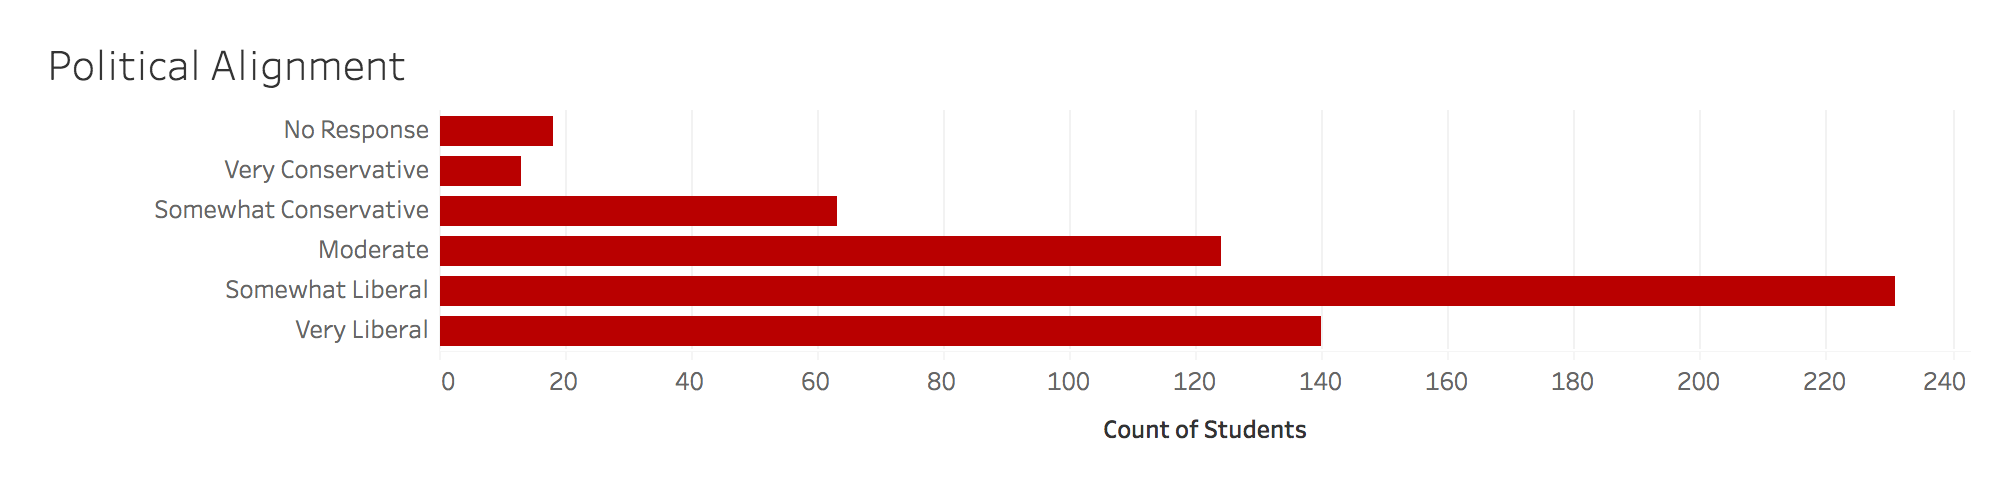 Political Alignment
No Response
Very Conservative
Somewhat Conservative
Moderate
Somewhat Liberal
Very Liberal
0 20 40 60 80 100 120 140 160 180 200 220 240
Count of Students